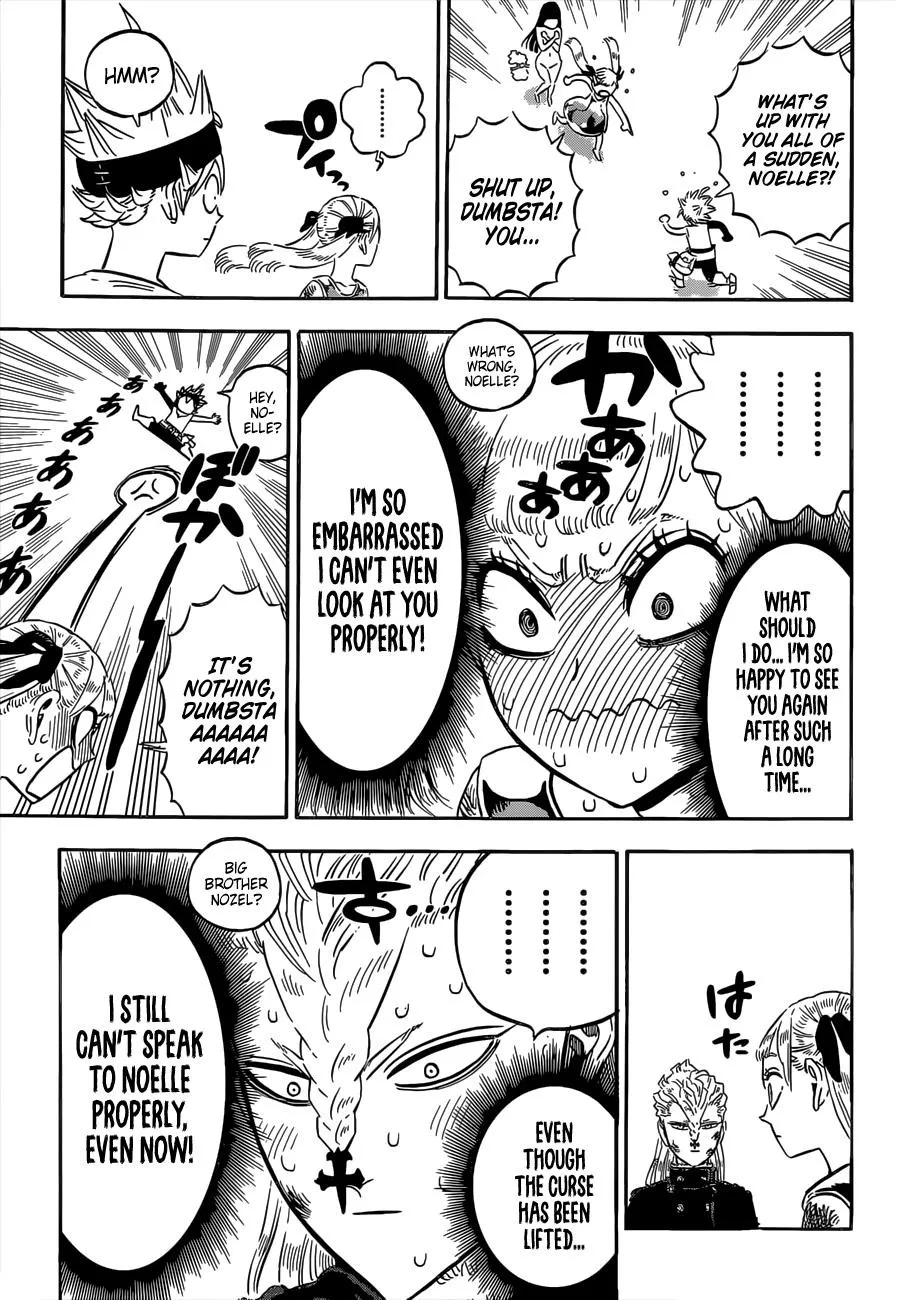 WHAT'S
UP WITH
YOU ALL OF
A SUDDEN,
NOELLE?!
SHUT UP,
DUMBSTA!
YOU...
........
プイッ
HMM?
........
かあぁぁ
WHAT'S
WRONG,
NOELLE?
WHAT
SHOULD
I DO... I'M SO
HAPPY TO SEE
YOU AGAIN
AFTER SUCH
A LONG
TIME...
I'M SO
EMBARRASSED
I CAN'T EVEN
LOOK AT YOU
PROPERLY!
HEY,
NO-
ELLE?
ぼかーっ
ああああああ
IT'S
NOTHING,
DUMBSTA
AAAAAA
AAAA!
はた
........
す...
BIG
BROTHER
NOZEL?
EVEN
THOUGH
THE CURSE
HAS BEEN
LIFTED...
I STILL
CAN'T SPEAK
TO NOELLE
PROPERLY,
EVEN NOW!